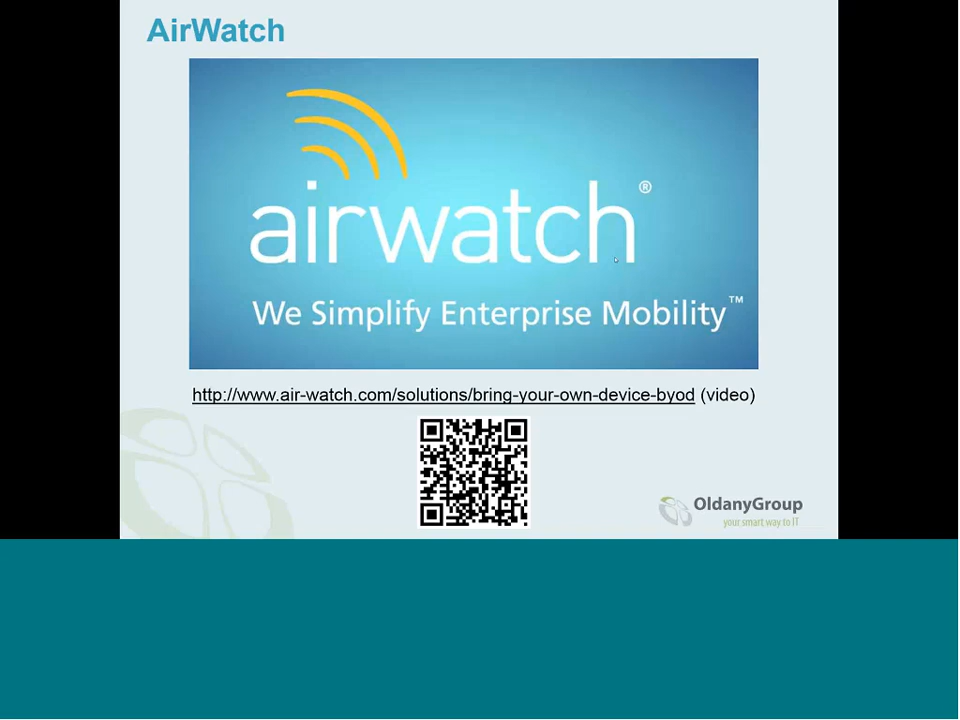 AirWatch
airwatch®
We Simplify Enterprise Mobility™
http://www.air-watch.com/solutions/bring-your-own-device-byod (video)
OldanyGroup
your smart way to IT